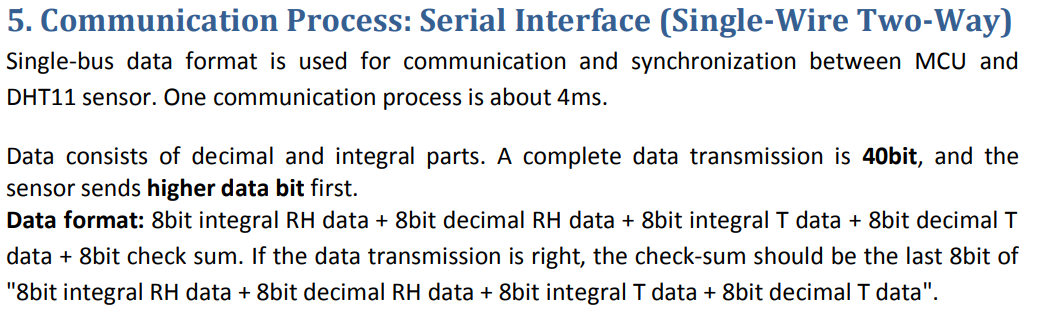 5. Communication Process: Serial Interface (Single-Wire Two-Way)
Single-bus data format is used for communication and synchronization between MCU and
DHT11 sensor. One communication process is about 4ms.
Data consists of decimal and integral parts. A complete data transmission is 40bit, and the
sensor sends higher data bit first.
Data format: 8bit integral RH data + 8bit decimal RH data + 8bit integral T data + 8bit decimal T
data + 8bit check sum. If the data transmission is right, the check-sum should be the last 8bit of
"8bit integral RH data + 8bit decimal RH data + 8bit integral T data + 8bit decimal T data".